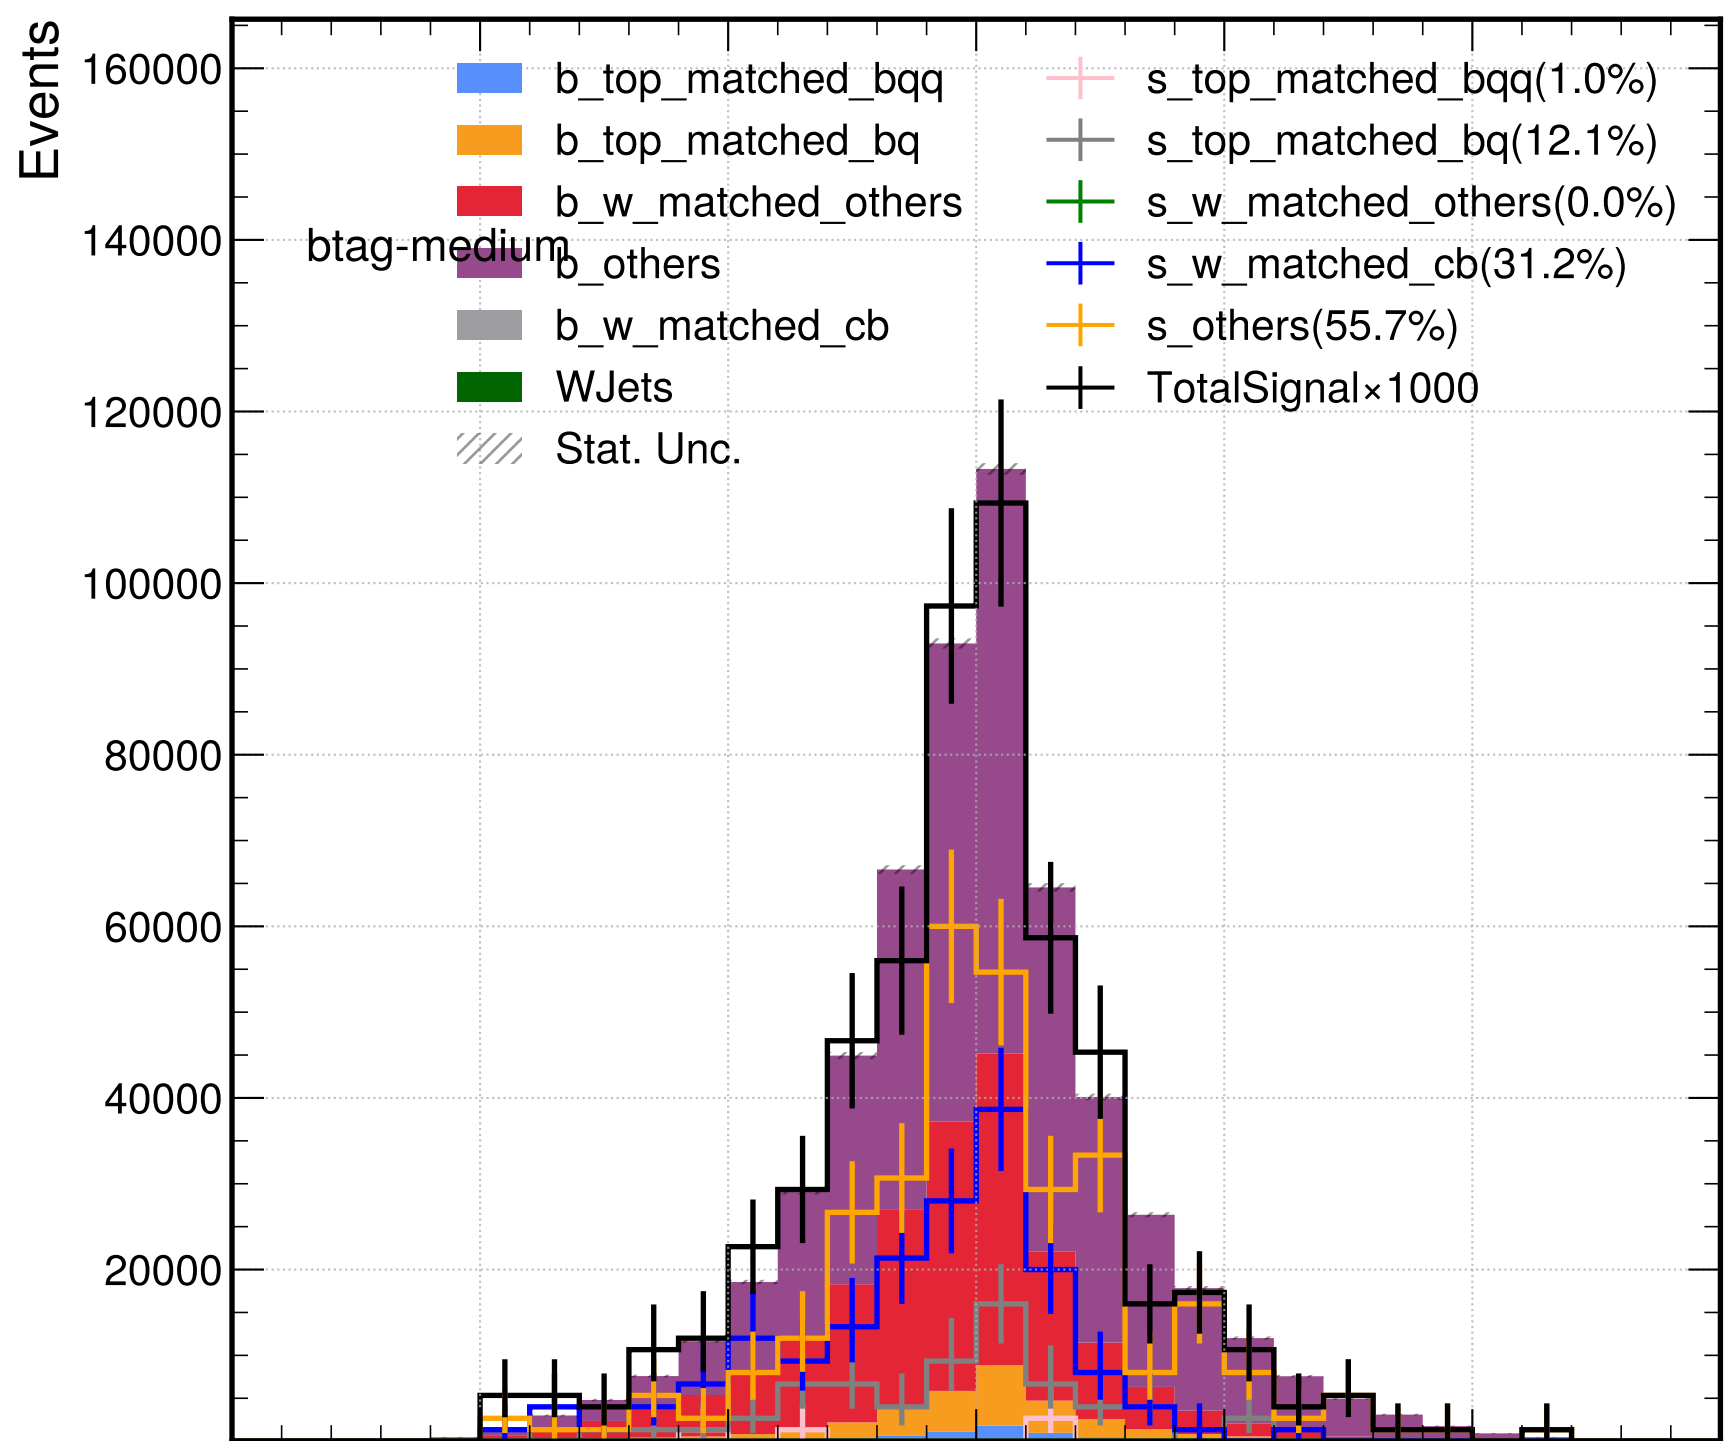 Events
160000
140000
120000
100000
80000
60000
40000
20000
btag-medium
b_top_matched_bqq
b_top_matched_bq
b_w_matched_others
b_others
b_w_matched_cb
WJets
Stat. Unc.
s_top_matched_bqq(1.0%)
s_top_matched_bq(12.1%)
s_w_matched_others(0.0%)
s_w_matched_cb(31.2%)
s_others(55.7%)
TotalSignal×1000